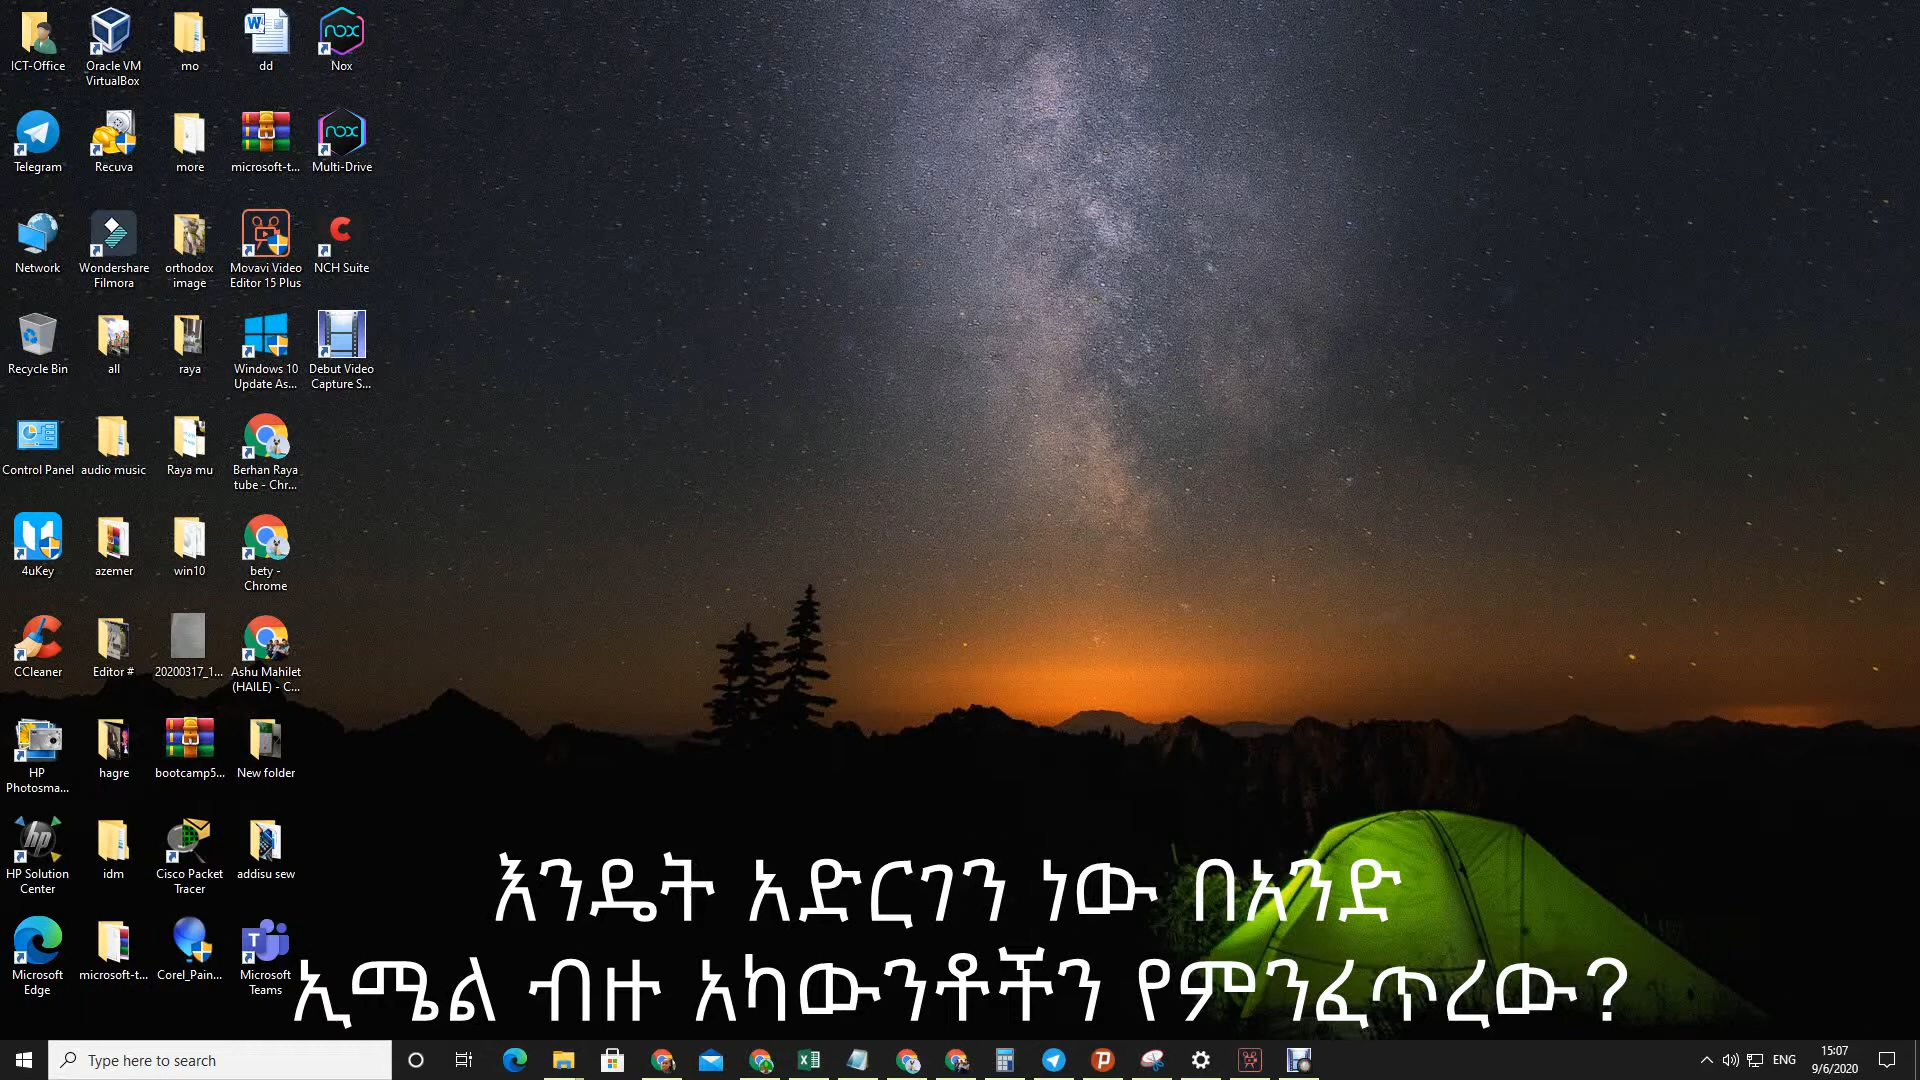 ICT-Office
Oracle VM
VirtualBox
mo
dd
Nox
Telegram
Recuva
more
microsoft-t...
Multi-Drive
Network
Wondershare
Filmora
orthodox
image
Movavi Video
Editor 15 Plus
NCH Suite
Recycle Bin
all
raya
Windows 10
Update As...
Debut Video
Capture S...
Control Panel
audio music
Raya mu
Berhan Raya
tube - Chr...
4uKey
azemer
win10
bety -
Chrome
CCleaner
Editor #
20200317_1...
Ashu Mahilet
(HAILE) - C...
HP
Photosma...
hagre
bootcamp5...
New folder
HP Solution
Center
idm
Cisco Packet
Tracer
addisu sew
Microsoft
Edge
microsoft-t...
Corel_Pain...
Microsoft
Teams
እንዴት አድርገን ነው በአንድ
ኢሜል ብዙ አካውንቶችን የምንፈጥረው?
Type here to search
ENG
15:07
9/6/2020